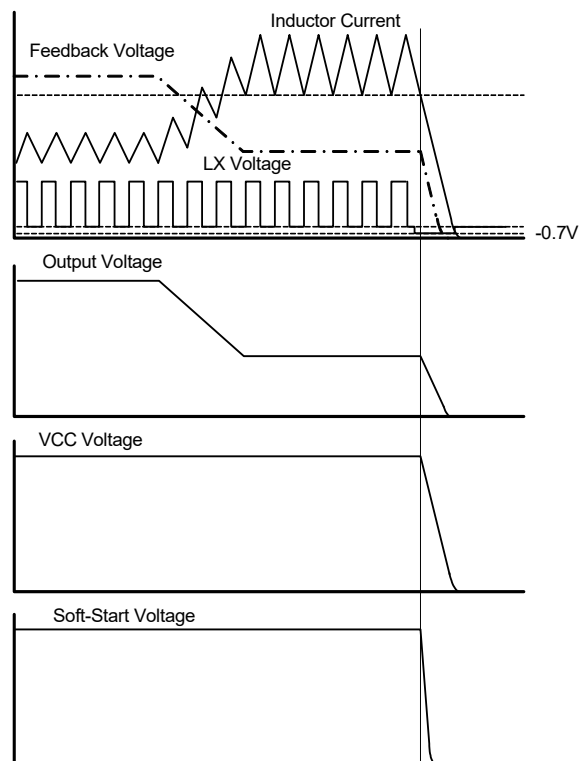 Inductor Current
Feedback Voltage
LX Voltage
-0.7V
Output Voltage
VCC Voltage
Soft-Start Voltage